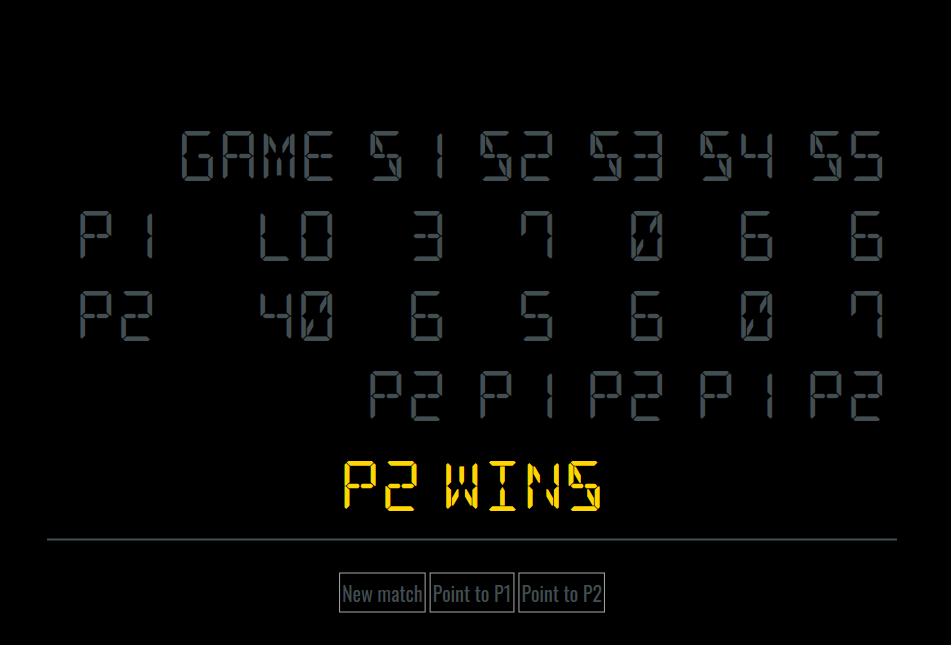 GAME S1 S2 S3 S4 S5
P1 LO 3 7 0 6 6
P2 40 6 5 6 0 7
P2 P1 P2 P1 P2
P2 WINS
New match Point to P1 Point to P2